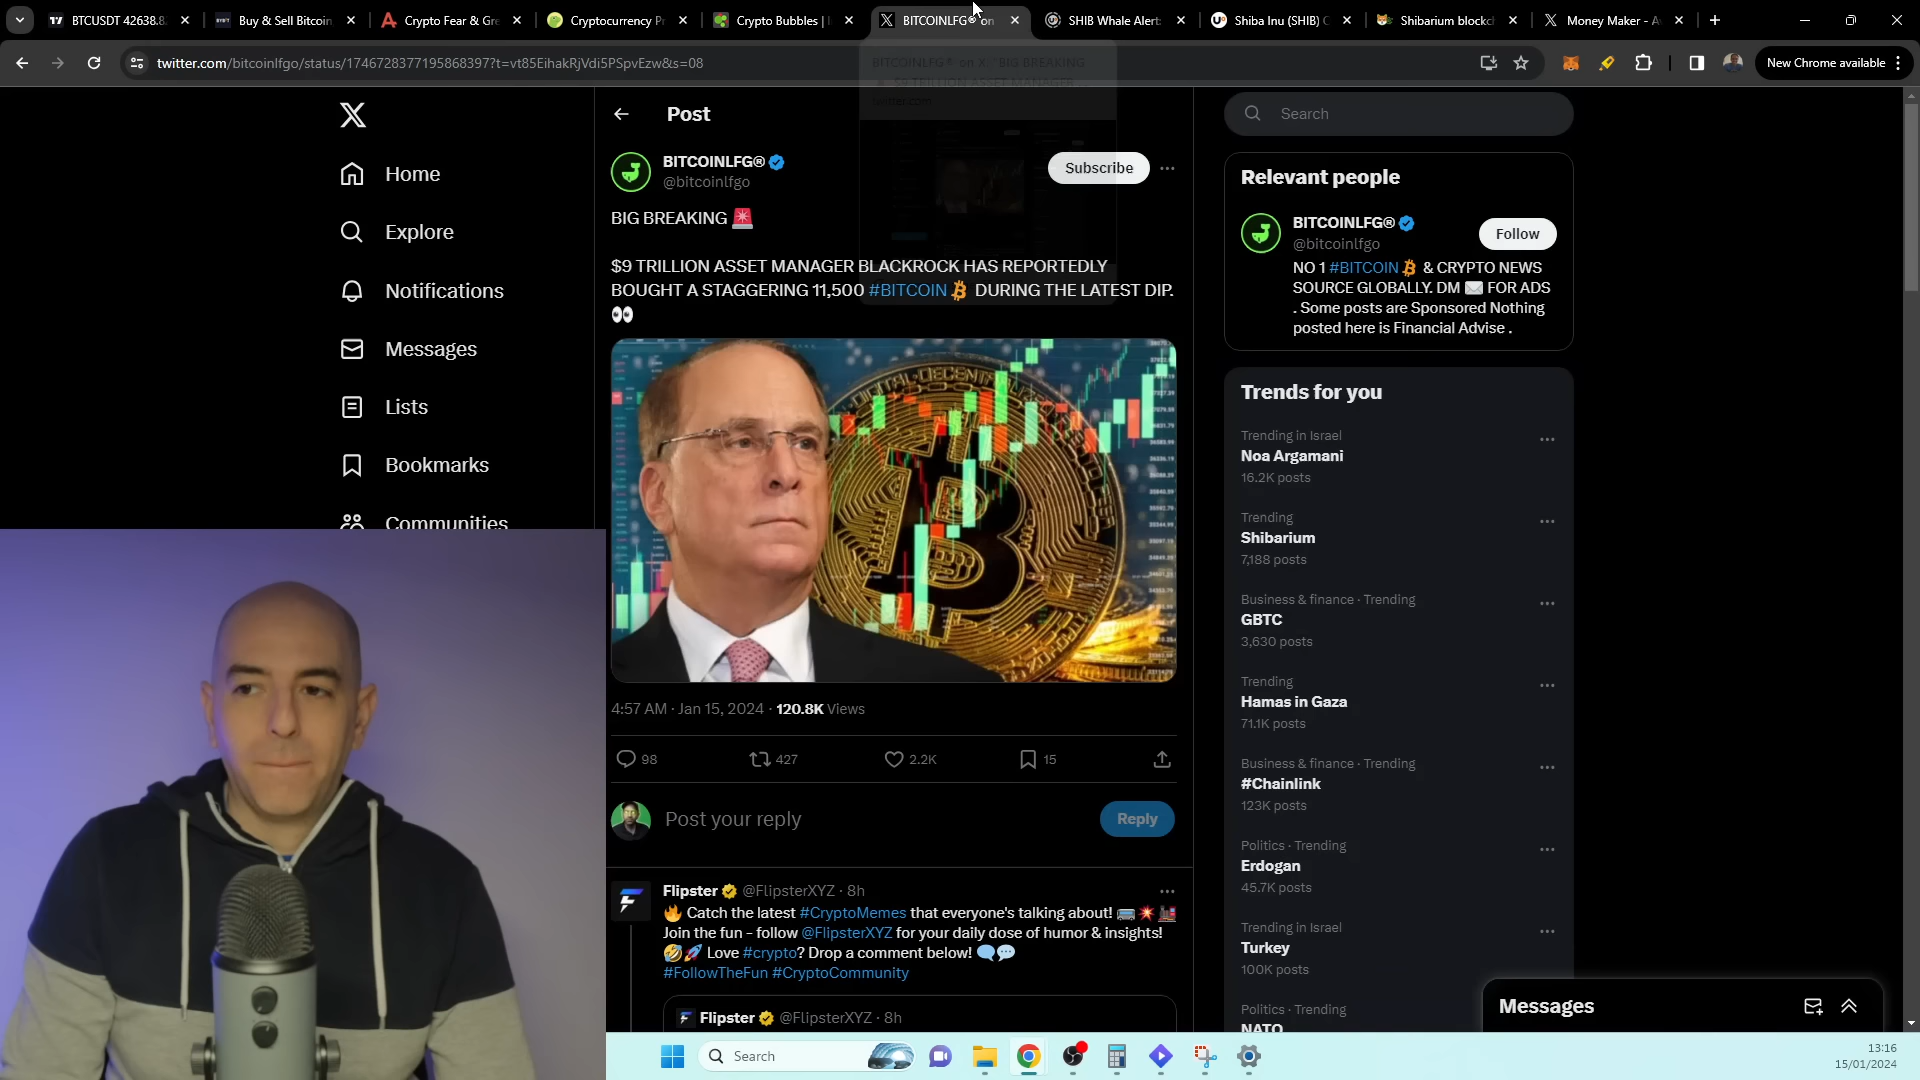 BTCUSDT 42638.8
Buy & Sell Bitcoin
Crypto Fear & Gre
Cryptocurrency P
Crypto Bubbles |
BITCOINLFG® on
SHIB Whale Alert
Shiba Inu (SHIB)
Shibarium block
Money Maker - A
twitter.com/bitcoinlfgo/status/1746728377195868397?t=vt85EihakRjVdi5PSpvEzw&s=08
New Chrome available
Home
Explore
Notifications
Messages
Lists
Bookmarks
Communities
Post
BITCOINLFG®
@bitcoinlfgo
Subscribe
BIG BREAKING 🚨
$9 TRILLION ASSET MANAGER BLACKROCK HAS REPORTEDLY
BOUGHT A STAGGERING 11,500 #BITCOIN DURING THE LATEST DIP.
👀
DIGITAL DECENTR
4:57 AM · Jan 15, 2024 · 120.8K Views
98 427 2.2K 15
Post your reply
Reply
Flipster @FlipsterXYZ · 8h
🔥 Catch the latest #CryptoMemes that everyone's talking about! 🚌💥🚂
Join the fun - follow @FlipsterXYZ for your daily dose of humor & insights!
🤣🚀 Love #crypto? Drop a comment below! 🗨️💬
#FollowTheFun #CryptoCommunity
Flipster @FlipsterXYZ · 8h
Search
Relevant people
BITCOINLFG®
@bitcoinlfgo
Follow
NO 1 #BITCOIN & CRYPTO NEWS
SOURCE GLOBALLY. DM ✉️ FOR ADS
. Some posts are Sponsored Nothing
posted here is Financial Advise .
Trends for you
Trending in Israel
Noa Argamani
16.2K posts
Trending
Shibarium
7,188 posts
Business & finance · Trending
GBTC
3,630 posts
Trending
Hamas in Gaza
71.1K posts
Business & finance · Trending
#Chainlink
123K posts
Politics · Trending
Erdogan
45.7K posts
Trending in Israel
Turkey
100K posts
Politics · Trending
NATO
Messages
Search
13:16
15/01/2024